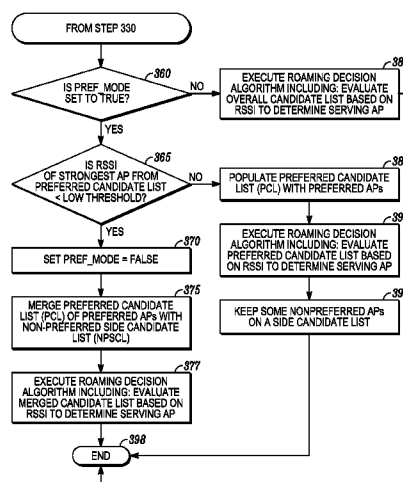 FROM STEP 330
360
IS PREF_MODE
SET TO TRUE?
NO
YES
38
EXECUTE ROAMING DECISION
ALGORITHM INCLUDING: EVALUATE
OVERALL CANDIDATE LIST BASED ON
RSSI TO DETERMINE SERVING AP
365
IS RSSI
OF STRONGEST AP FROM
PREFERRED CANDIDATE LIST
< LOW THRESHOLD?
NO
YES
38
POPULATE PREFERRED CANDIDATE
LIST (PCL) WITH PREFERRED APs
39
EXECUTE ROAMING DECISION
ALGORITHM INCLUDING: EVALUATE
PREFERRED CANDIDATE LIST BASED
ON RSSI TO DETERMINE SERVING AP
39
KEEP SOME NONPREFERRED APs
ON A SIDE CANDIDATE LIST
370
SET PREF_MODE = FALSE
375
MERGE PREFERRED CANDIDATE
LIST (PCL) OF PREFERRED APs WITH
NON-PREFERRED SIDE CANDIDATE
LIST (NPSCL)
377
EXECUTE ROAMING DECISION
ALGORITHM INCLUDING: EVALUATE
MERGED CANDIDATE LIST BASED ON
RSSI TO DETERMINE SERVING AP
398
END